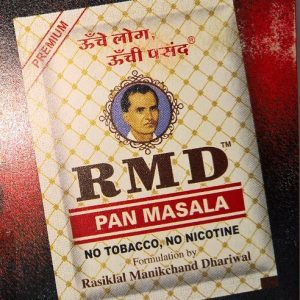 PREMIUM
ऊँचे लोग,
ऊँची पसंद®
RMD™
PAN MASALA
NO TOBACCO, NO NICOTINE
Formulation by
Rasiklal Manikchand Dhariwal